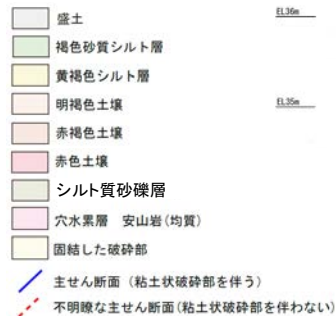 盛土
EL36m
褐色砂質シルト層
黄褐色シルト層
明褐色土壌
EL35m
赤褐色土壌
赤色土壌
シルト質砂礫層
穴水累層 安山岩(均質)
固結した破砕部
主せん断面（粘土状破砕部を伴う）
不明瞭な主せん断面(粘土状破砕部を伴わない)